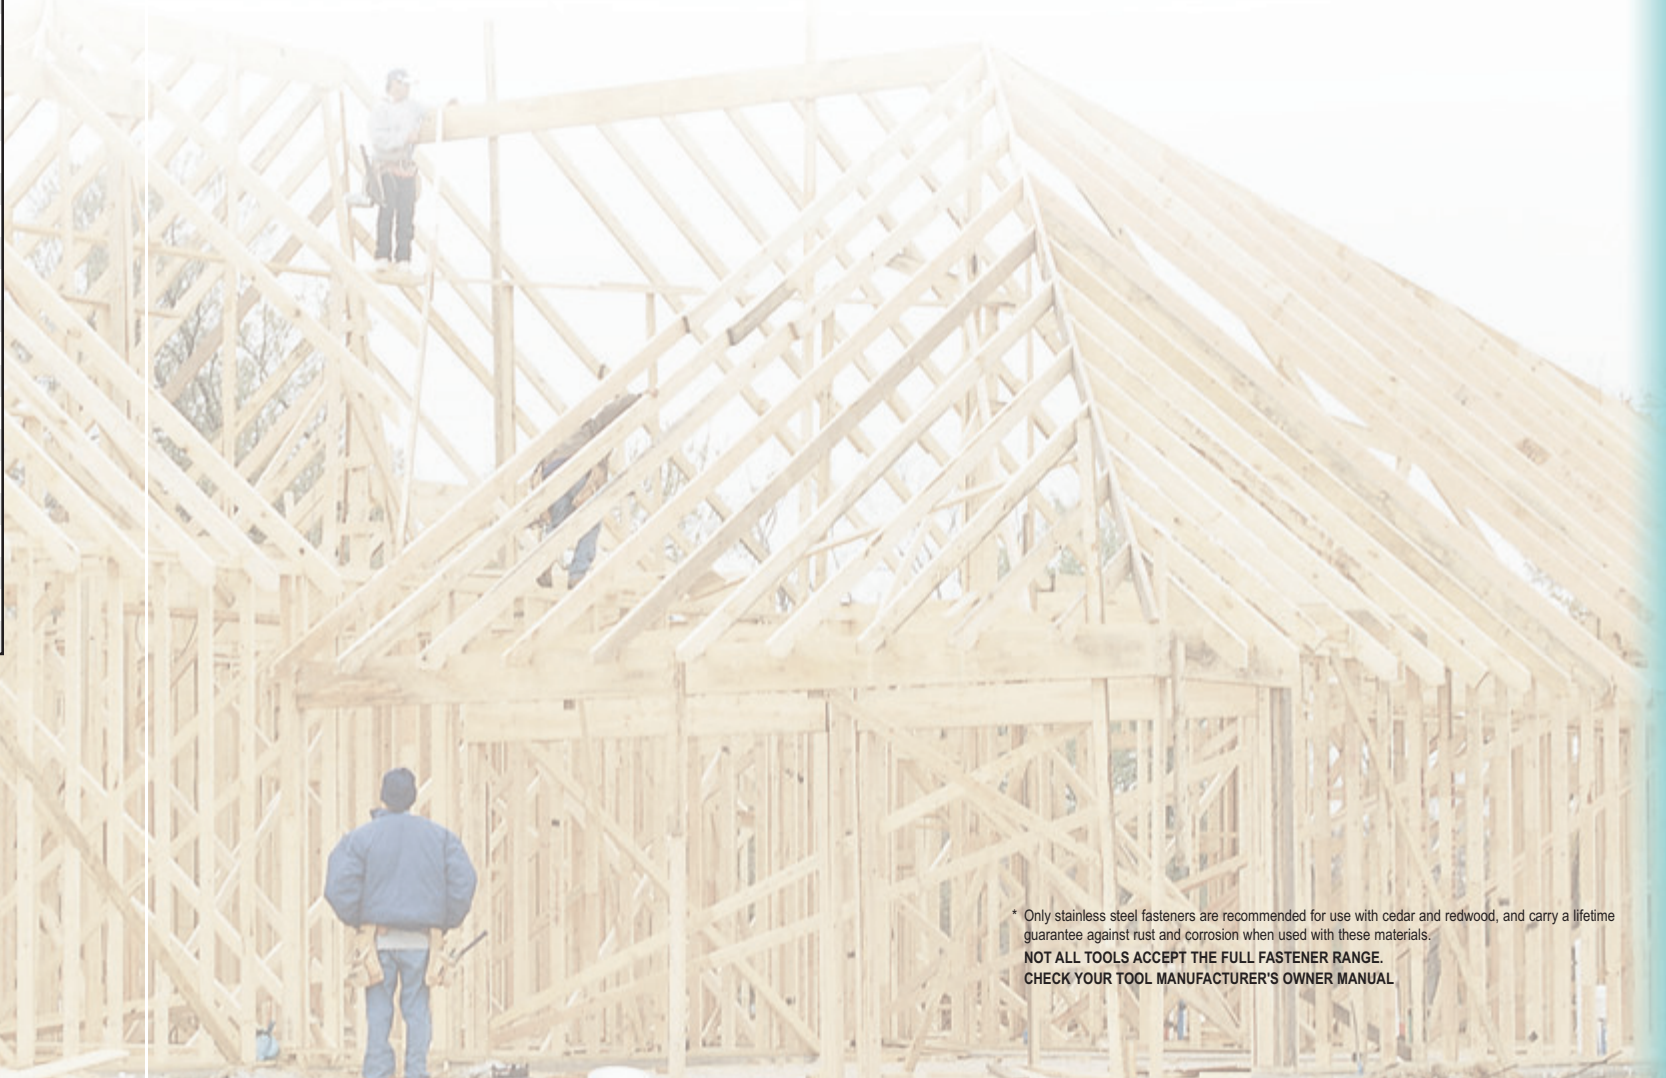 * Only stainless steel fasteners are recommended for use with cedar and redwood, and carry a lifetime
guarantee against rust and corrosion when used with these materials.
NOT ALL TOOLS ACCEPT THE FULL FASTENER RANGE.
CHECK YOUR TOOL MANUFACTURER'S OWNER MANUAL